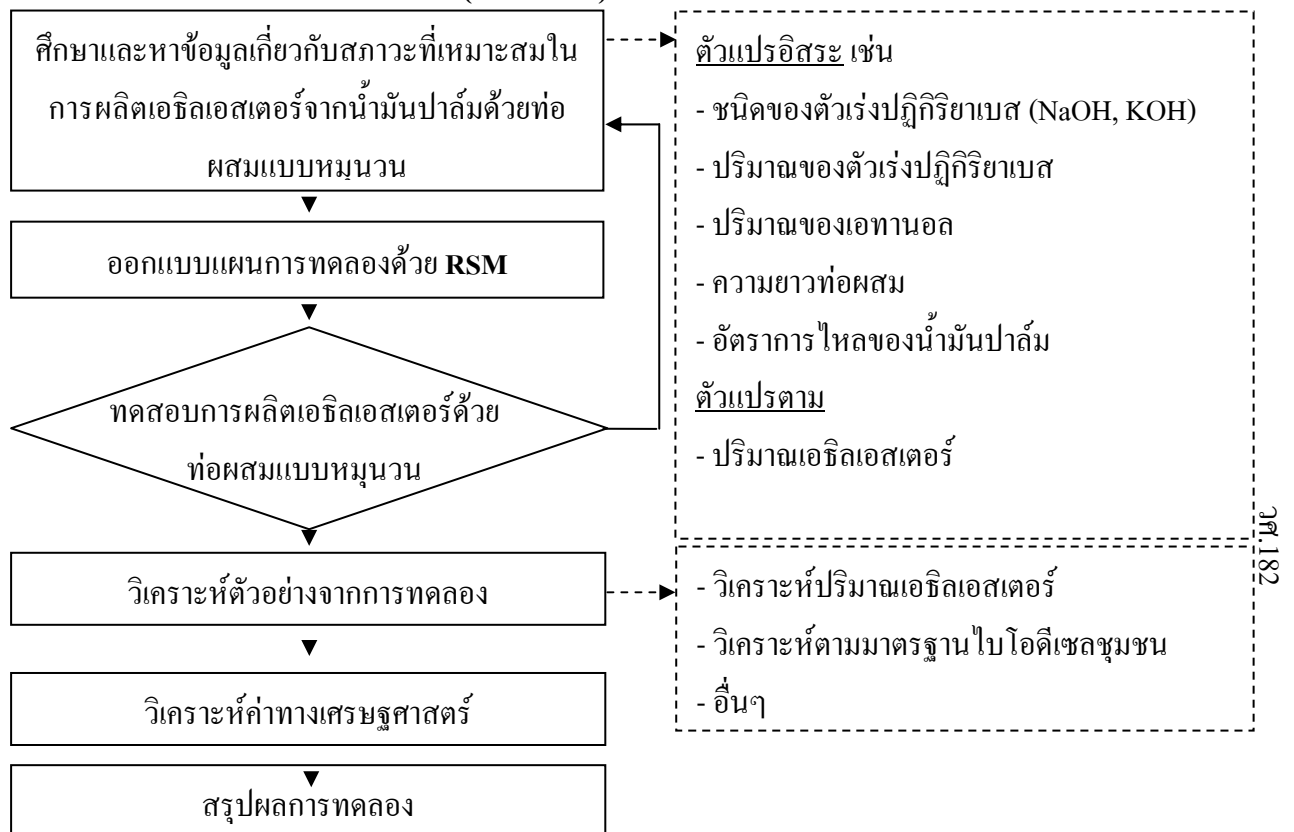 ศึกษาและหาข้อมูลเกี่ยวกับสภาวะที่เหมาะสมใน
การผลิตเอธิลเอสเตอร์จากน้ำมันปาล์มด้วยท่อ
ผสมแบบหมุนวน
ออกแบบแผนการทดลองด้วย RSM
ทดสอบการผลิตเอธิลเอสเตอร์ด้วย
ท่อผสมแบบหมุนวน
วิเคราะห์ตัวอย่างจากการทดลอง
วิเคราะห์ค่าทางเศรษฐศาสตร์
สรุปผลการทดลอง
ตัวแปรอิสระ เช่น
- ชนิดของตัวเร่งปฏิกิริยาเบส (NaOH, KOH)
- ปริมาณของตัวเร่งปฏิกิริยาเบส
- ปริมาณของเอทานอล
- ความยาวท่อผสม
- อัตราการไหลของน้ำมันปาล์ม
ตัวแปรตาม
- ปริมาณเอธิลเอสเตอร์
- วิเคราะห์ปริมาณเอธิลเอสเตอร์
- วิเคราะห์ตามมาตรฐานไบโอดีเซลชุมชน
- อื่นๆ
วศ.182